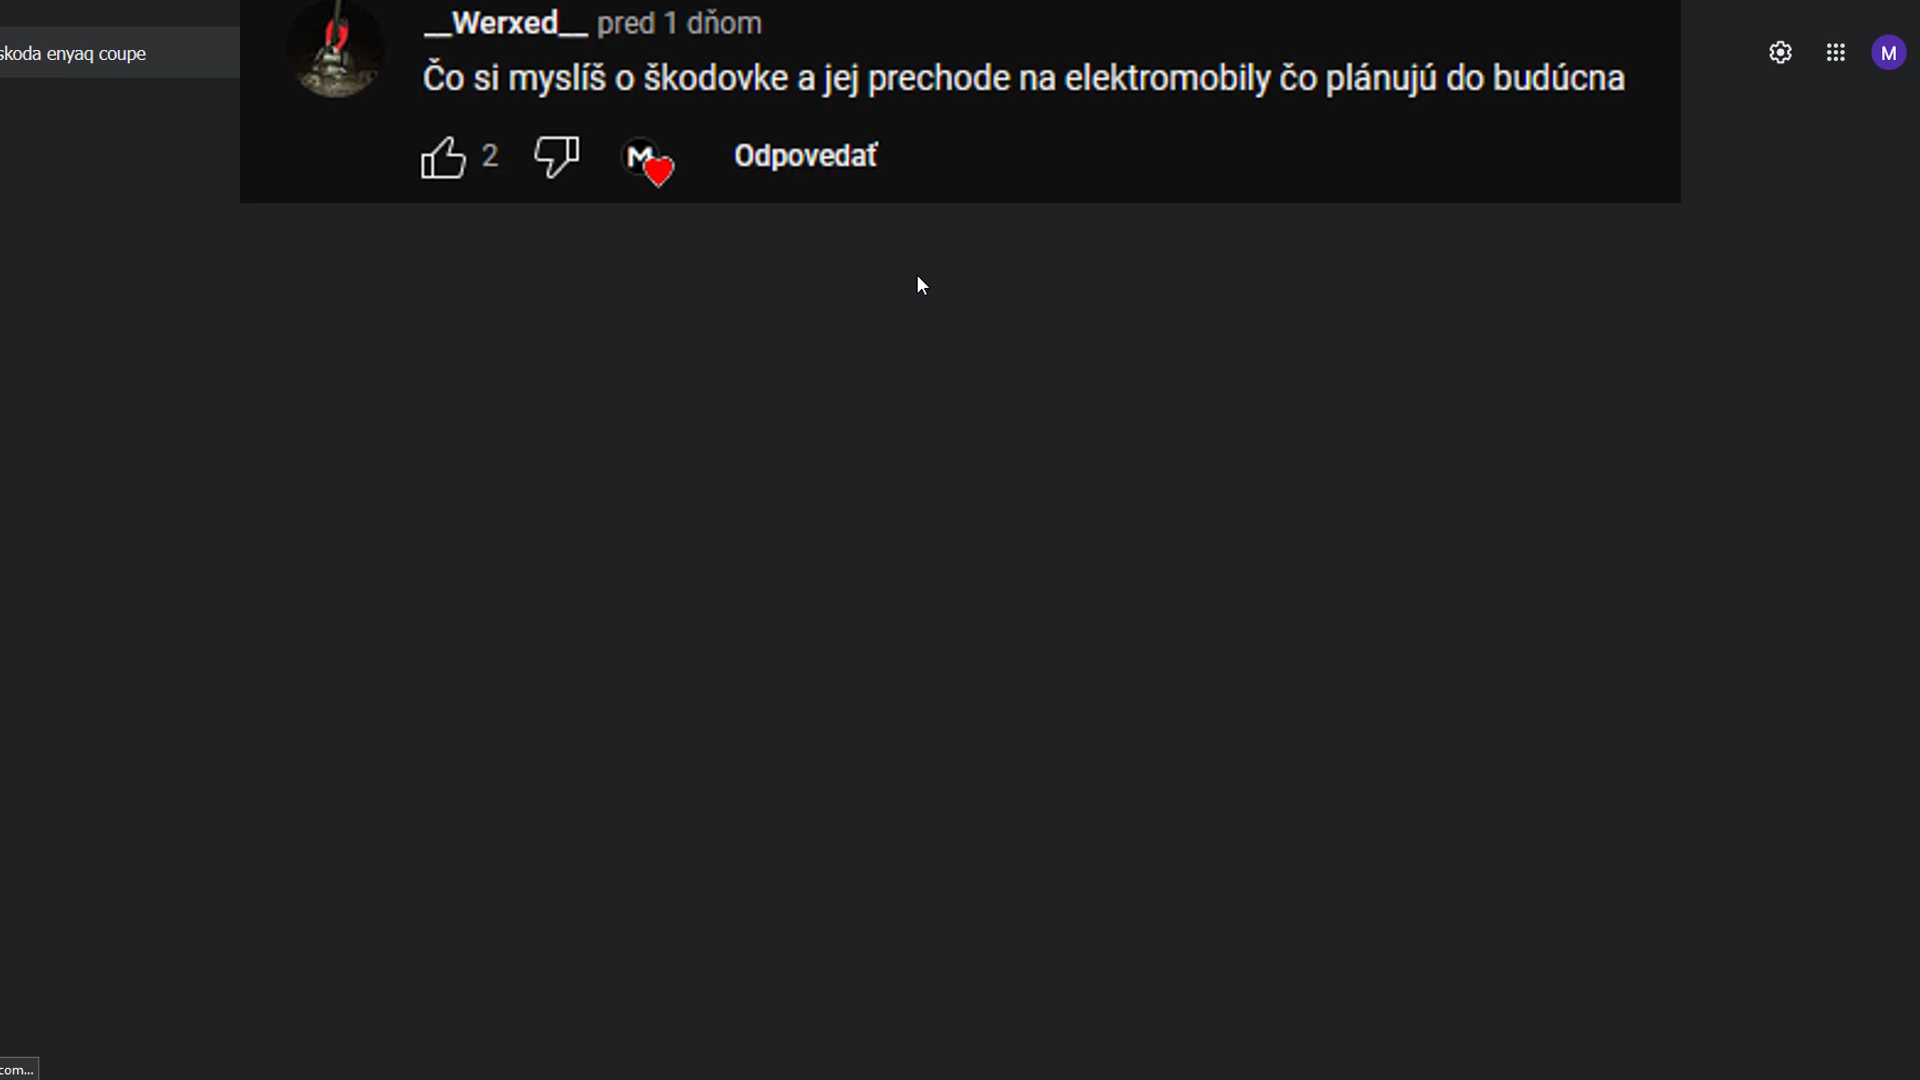 __Werxed__ pred 1 dňom
skoda enyaq coupe
M
Čo si myslíš o škodovke a jej prechode na elektromobily čo plánujú do budúcna
2
M
Odpovedať
com...